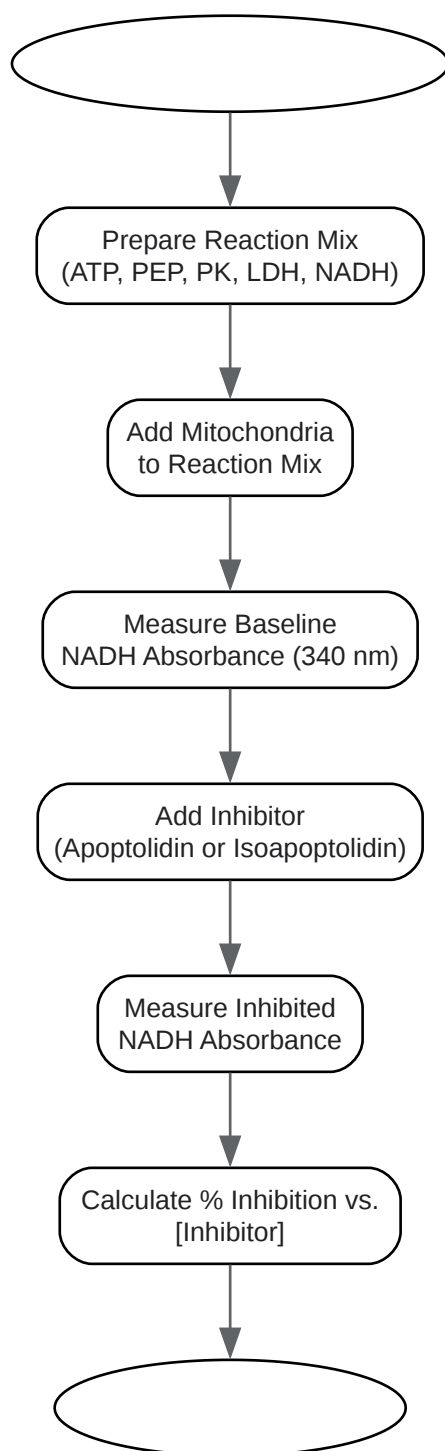 Prepare Reaction Mix
(ATP, PEP, PK, LDH, NADH)
Add Mitochondria
to Reaction Mix
Measure Baseline
NADH Absorbance (340 nm)
Add Inhibitor
(Apoptolidin or Isoapoptolidin)
Measure Inhibited
NADH Absorbance
Calculate % Inhibition vs.
[Inhibitor]